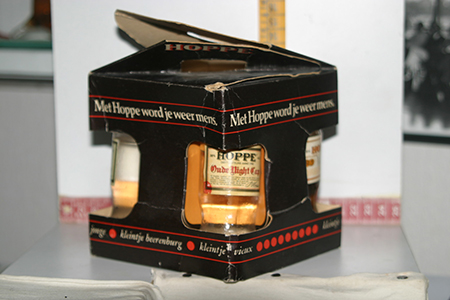 HOPPE
Met Hoppe word je weer mens.
Met Hoppe word je weer mens.
HOPPE
Oude Night Cap
jonge kleintje beerenburg kleintje vieux kleintje